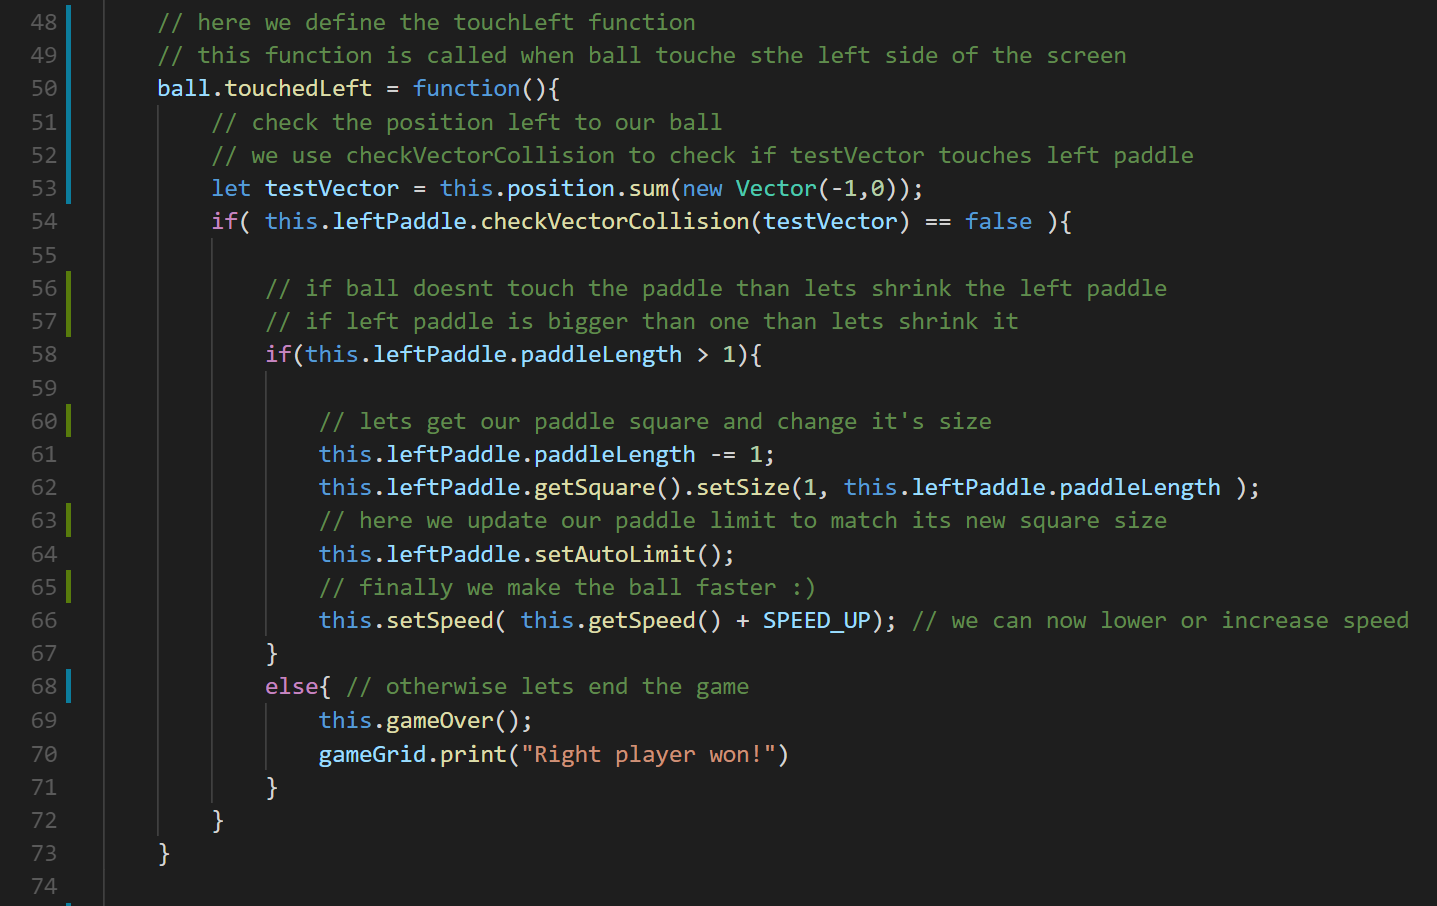 48 // here we define the touchLeft function
49 // this function is called when ball touche sthe left side of the screen
50 ball.touchedLeft = function(){
51 // check the position left to our ball
52 // we use checkVectorCollision to check if testVector touches left paddle
53 let testVector = this.position.sum(new Vector(-1,0));
54 if( this.leftPaddle.checkVectorCollision(testVector) == false ){
55
56 // if ball doesnt touch the paddle than lets shrink the left paddle
57 // if left paddle is bigger than one than lets shrink it
58 if(this.leftPaddle.paddleLength > 1){
59
60 // lets get our paddle square and change it's size
61 this.leftPaddle.paddleLength -= 1;
62 this.leftPaddle.getSquare().setSize(1, this.leftPaddle.paddleLength );
63 // here we update our paddle limit to match its new square size
64 this.leftPaddle.setAutoLimit();
65 // finally we make the ball faster :)
66 this.setSpeed( this.getSpeed() + SPEED_UP); // we can now lower or increase speed
67 }
68 else{ // otherwise lets end the game
69 this.gameOver();
70 gameGrid.print("Right player won!")
71 }
72 }
73 }
74